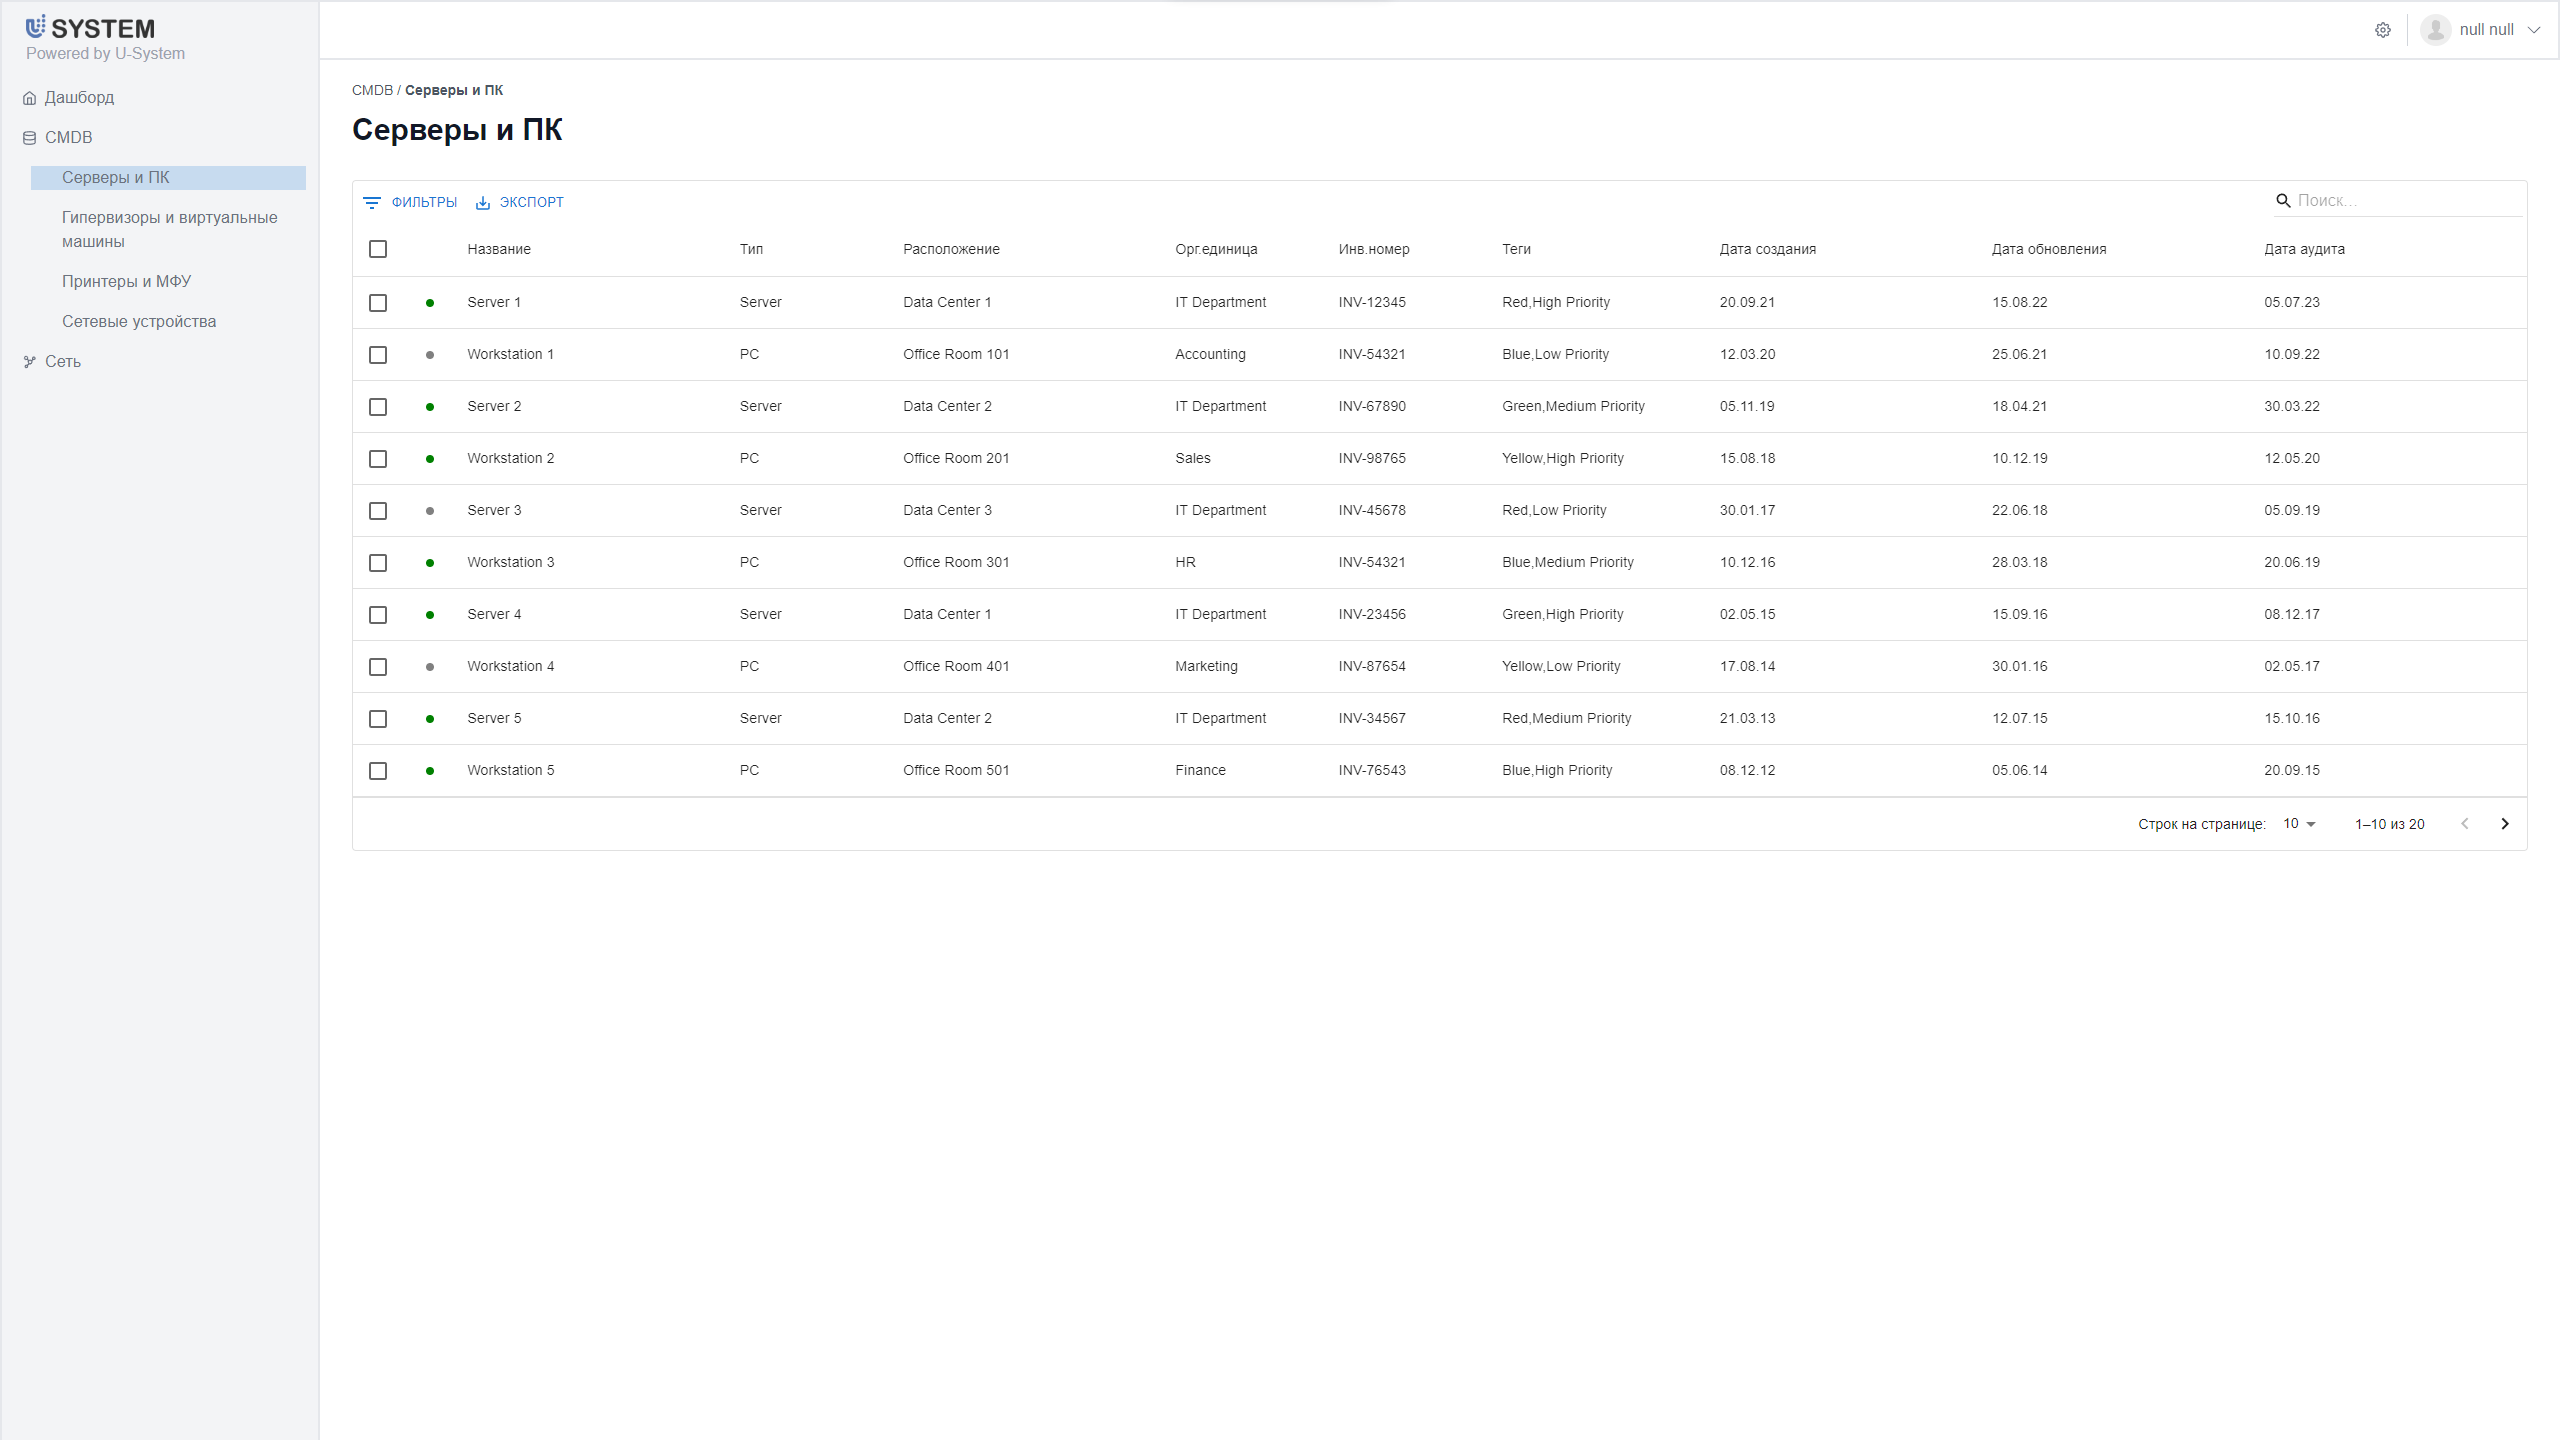 SYSTEM
Powered by U-System
Дашборд
CMDB
Серверы и ПК
Гипервизоры и виртуальные
машины
Принтеры и МФУ
Сетевые устройства
Сеть
null null
CMDB / Серверы и ПК
Серверы и ПК
ФИЛЬТРЫ ЭКСПОРТ Поиск...
Название Тип Расположение Орг.единица Инв.номер Теги Дата создания Дата обновления Дата аудита
Server 1 Server Data Center 1 IT Department INV-12345 Red,High Priority 20.09.21 15.08.22 05.07.23
Workstation 1 PC Office Room 101 Accounting INV-54321 Blue,Low Priority 12.03.20 25.06.21 10.09.22
Server 2 Server Data Center 2 IT Department INV-67890 Green,Medium Priority 05.11.19 18.04.21 30.03.22
Workstation 2 PC Office Room 201 Sales INV-98765 Yellow,High Priority 15.08.18 10.12.19 12.05.20
Server 3 Server Data Center 3 IT Department INV-45678 Red,Low Priority 30.01.17 22.06.18 05.09.19
Workstation 3 PC Office Room 301 HR INV-54321 Blue,Medium Priority 10.12.16 28.03.18 20.06.19
Server 4 Server Data Center 1 IT Department INV-23456 Green,High Priority 02.05.15 15.09.16 08.12.17
Workstation 4 PC Office Room 401 Marketing INV-87654 Yellow,Low Priority 17.08.14 30.01.16 02.05.17
Server 5 Server Data Center 2 IT Department INV-34567 Red,Medium Priority 21.03.13 12.07.15 15.10.16
Workstation 5 PC Office Room 501 Finance INV-76543 Blue,High Priority 08.12.12 05.06.14 20.09.15
Строк на странице: 10 1–10 из 20